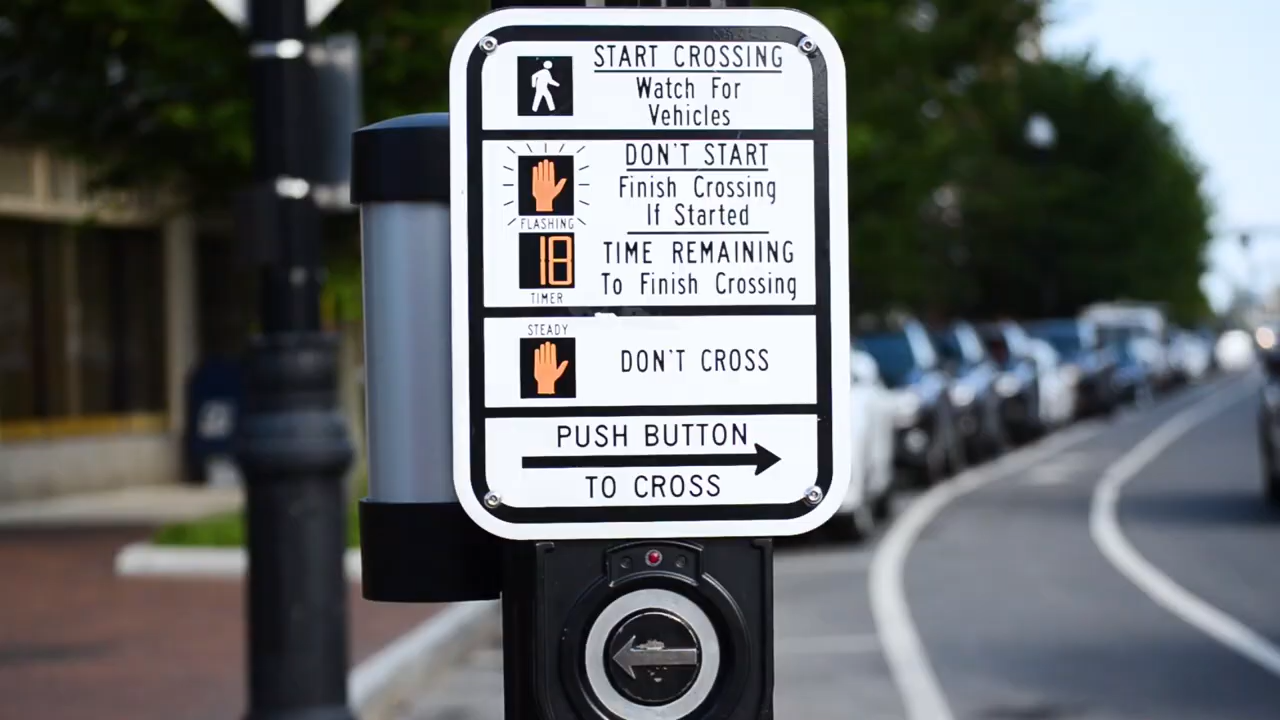 START CROSSING
Watch For
Vehicles
DON'T START
Finish Crossing
If Started
FLASHING
18
TIME REMAINING
To Finish Crossing
TIMER
STEADY
DON'T CROSS
PUSH BUTTON
TO CROSS